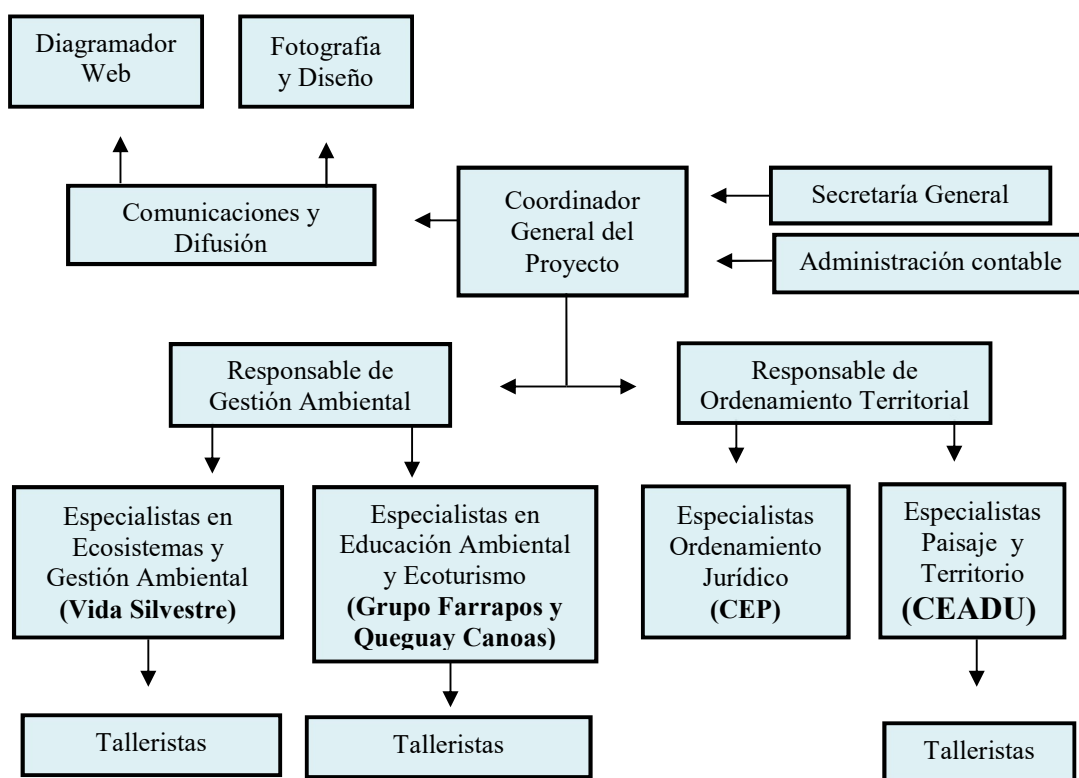 Diagramador
Web
Fotografia
y Diseño
Comunicaciones y
Difusión
Coordinador
General del
Proyecto
Secretaría General
Administración contable
Responsable de
Gestión Ambiental
Responsable de
Ordenamiento Territorial
Especialistas en
Ecosistemas y
Gestión Ambiental
(Vida Silvestre)
Especialistas en
Educación Ambiental
y Ecoturismo
(Grupo Farrapos y
Queguay Canoas)
Especialistas
Ordenamiento
Jurídico
(CEP)
Especialistas
Paisaje y
Territorio
(CEADU)
Talleristas
Talleristas
Talleristas